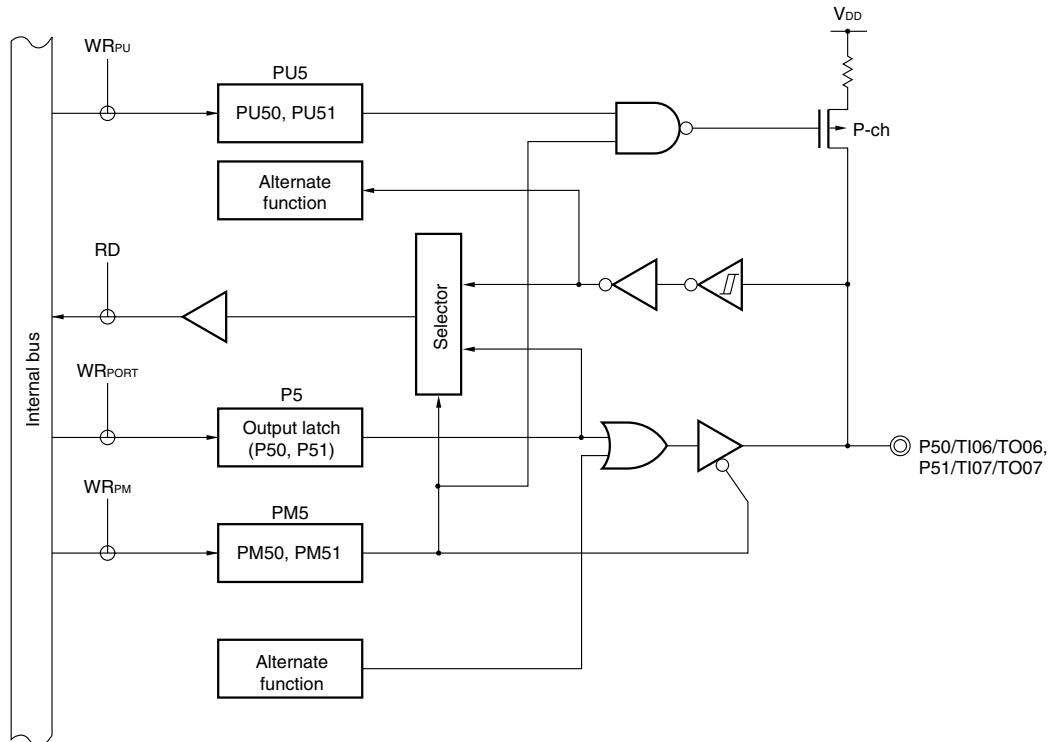 VDD
WRPU
PU5
PU50, PU51
P-ch
Alternate
function
RD
Selector
Internal bus
WRPORT
P5
Output latch
(P50, P51)
P50/TI06/TO06,
P51/TI07/TO07
WRPM
PM5
PM50, PM51
Alternate
function